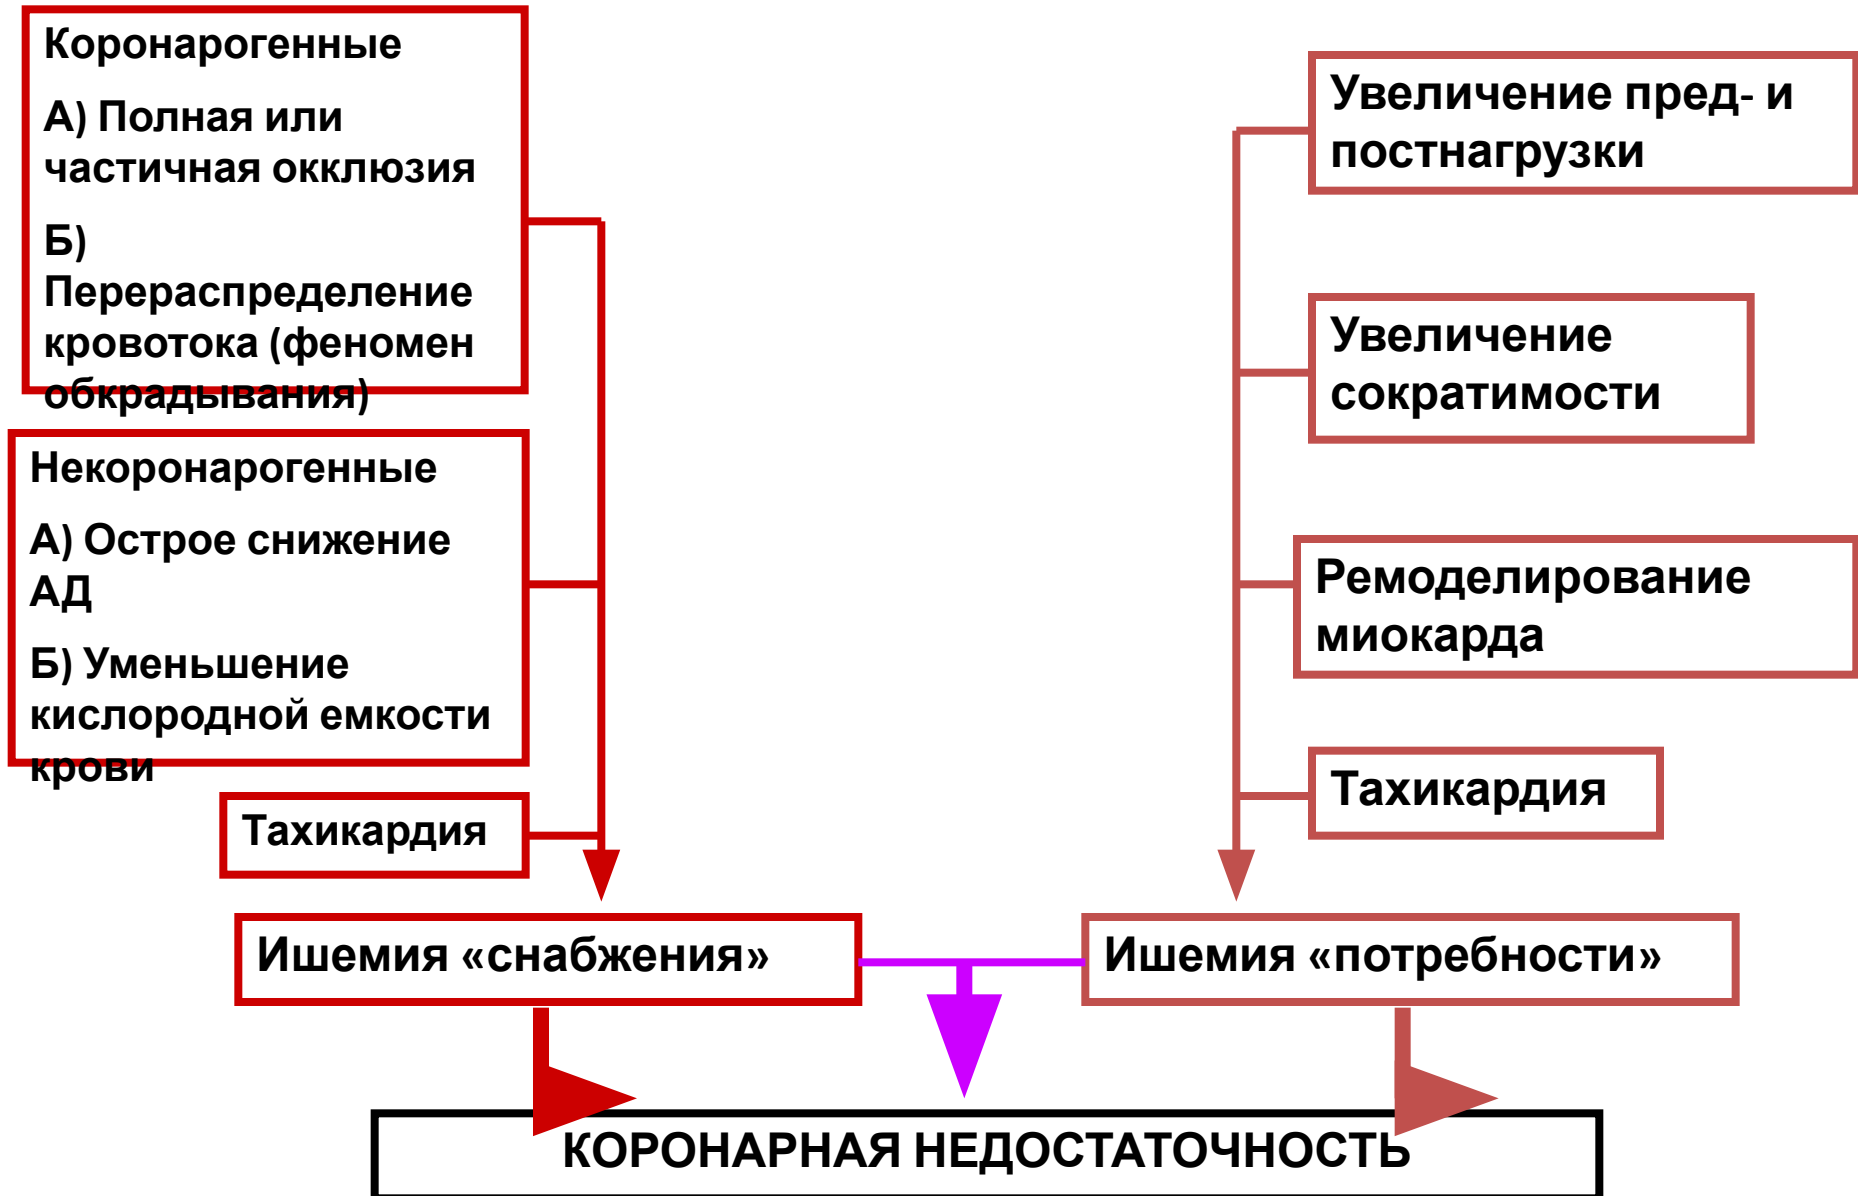 Коронарогенные
А) Полная или
частичная окклюзия
Б)
Перераспределение
кровотока (феномен
обкрадывания)
Некоронарогенные
А) Острое снижение
АД
Б) Уменьшение
кислородной емкости
крови
Тахикардия
Ишемия «снабжения»
Увеличение пред- и
постнагрузки
Увеличение
сократимости
Ремоделирование
миокарда
Тахикардия
Ишемия «потребности»
КОРОНАРНАЯ НЕДОСТАТОЧНОСТЬ